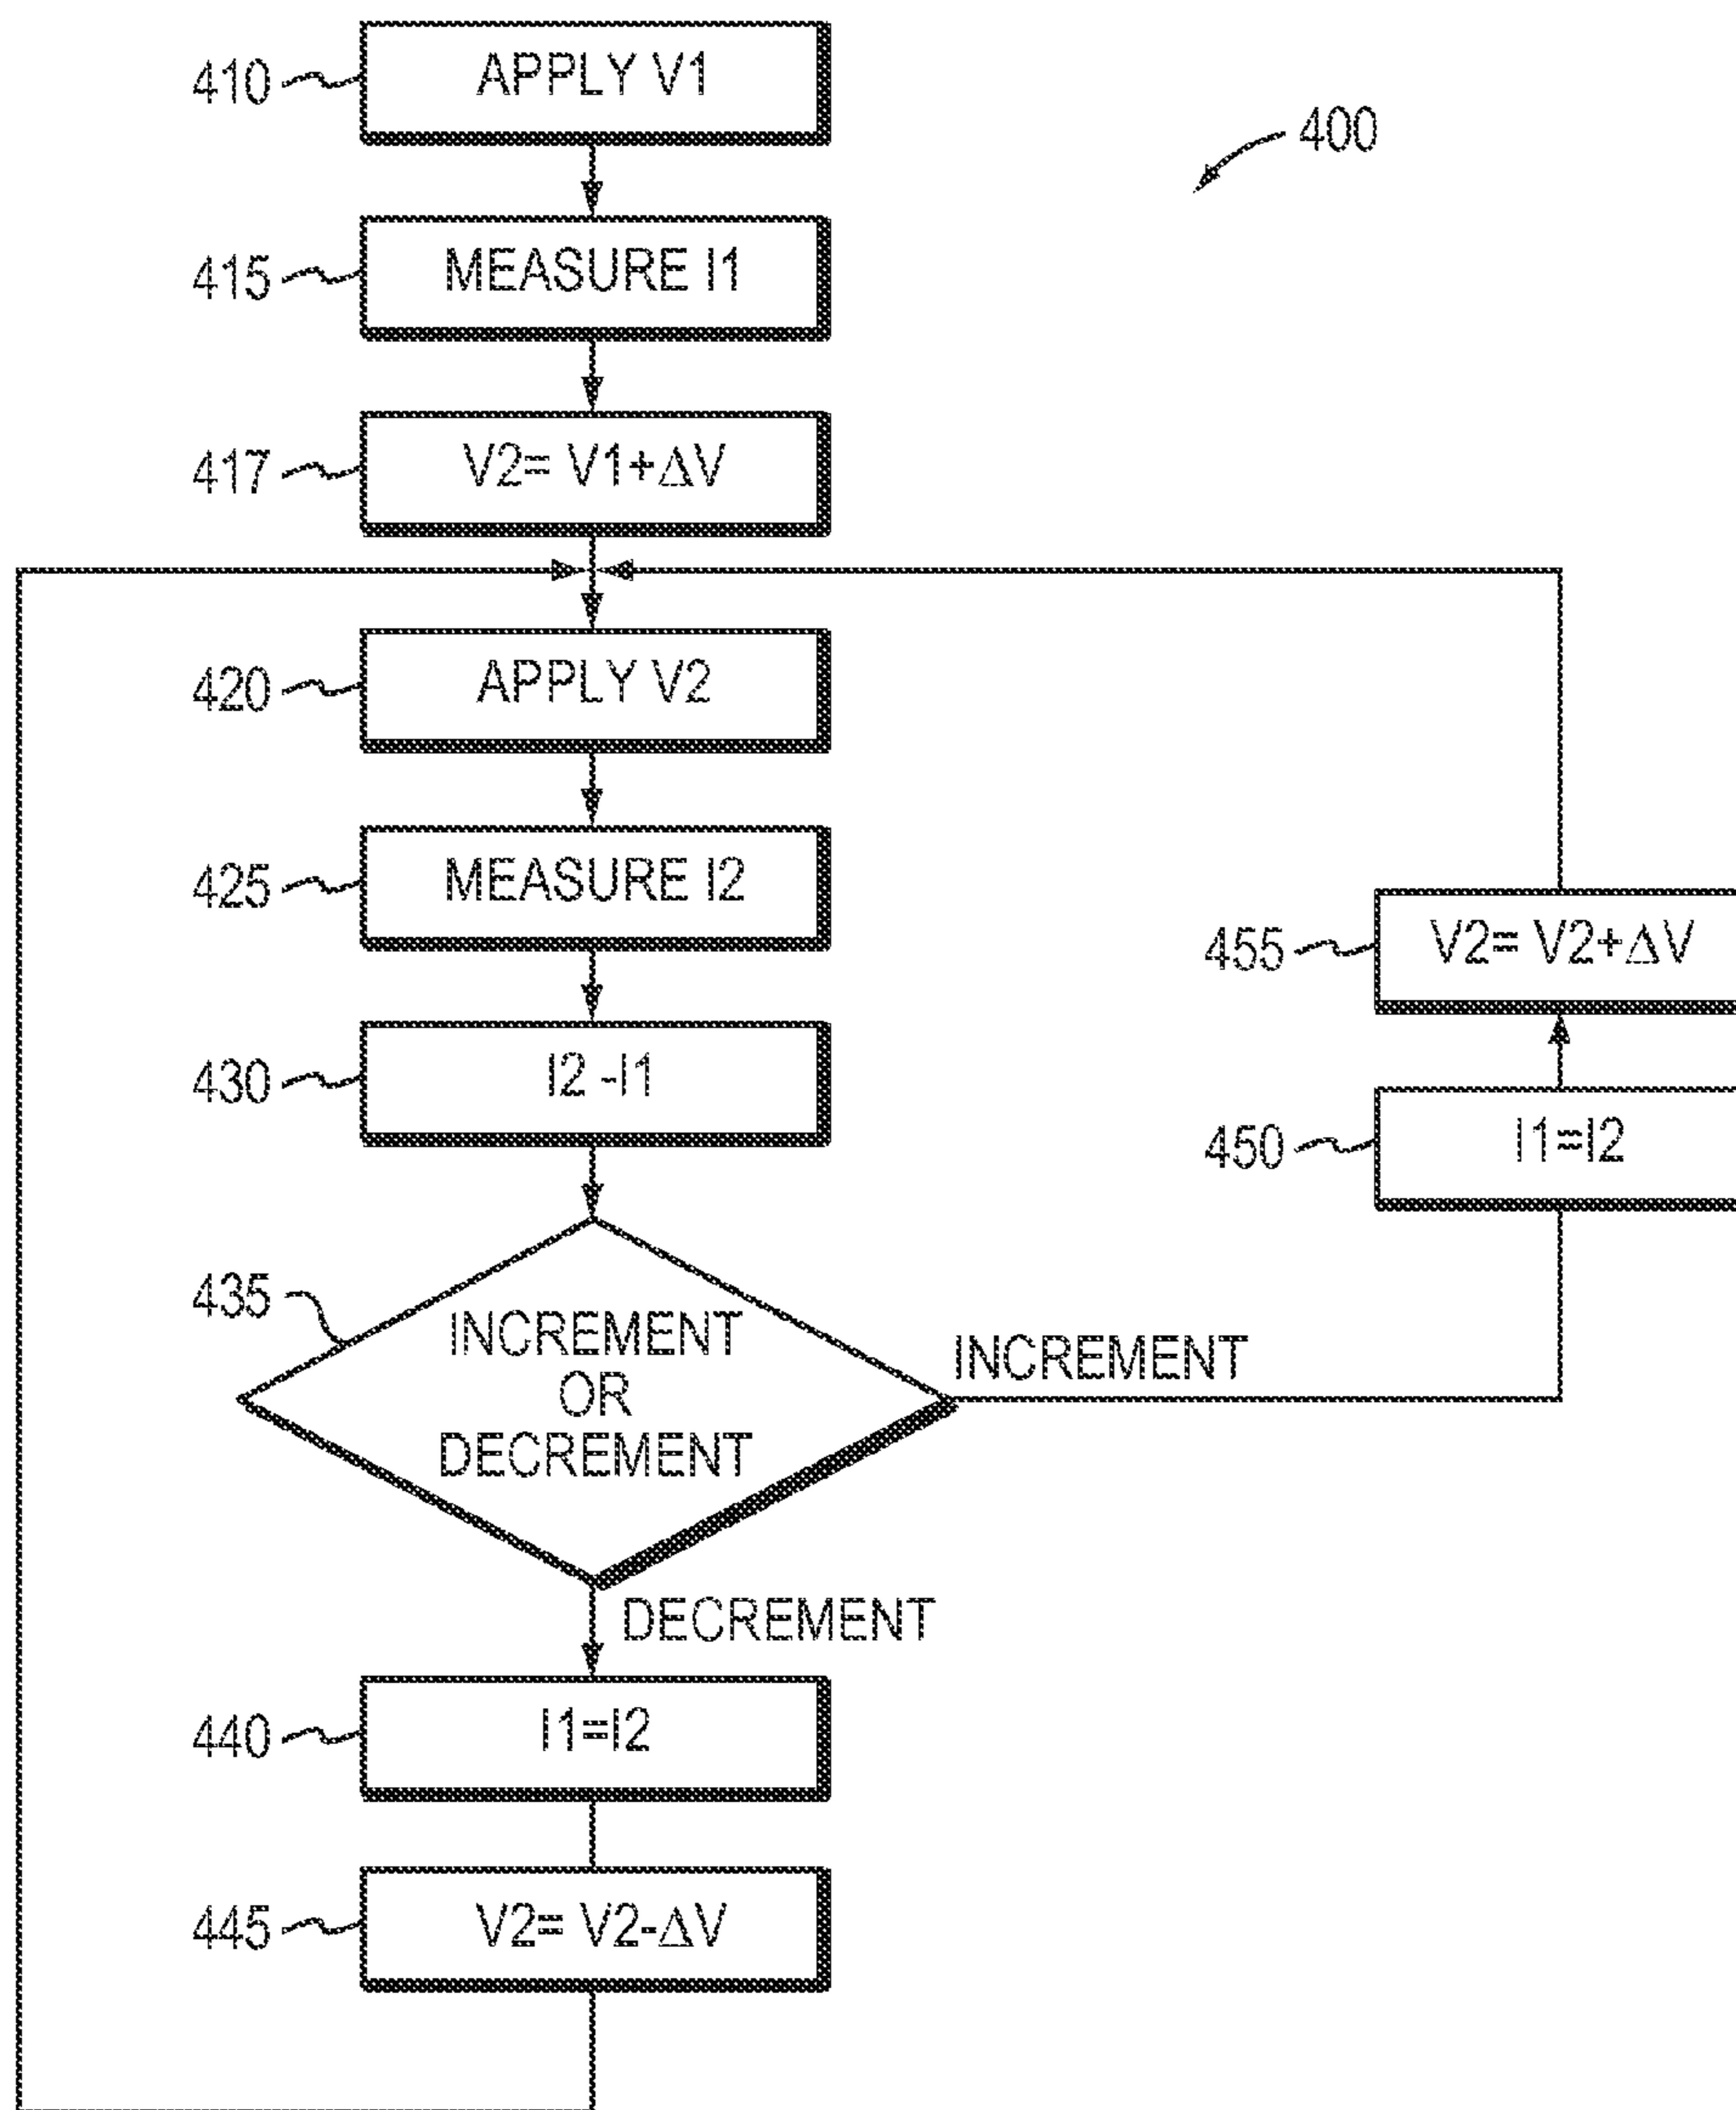 410 APPLY V1
400
415 MEASURE I1
417 V2= V1+ΔV
420 APPLY V2
425 MEASURE I2
455 V2= V2+ΔV
430 I2 -I1
450 I1=I2
435
INCREMENT
OR
DECREMENT
INCREMENT
DECREMENT
440 I1=I2
445 V2= V2-ΔV